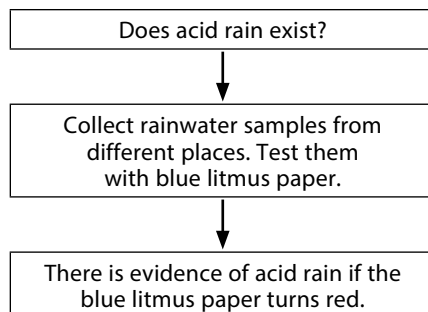 Does acid rain exist?
Collect rainwater samples from
different places. Test them
with blue litmus paper.
There is evidence of acid rain if the
blue litmus paper turns red.